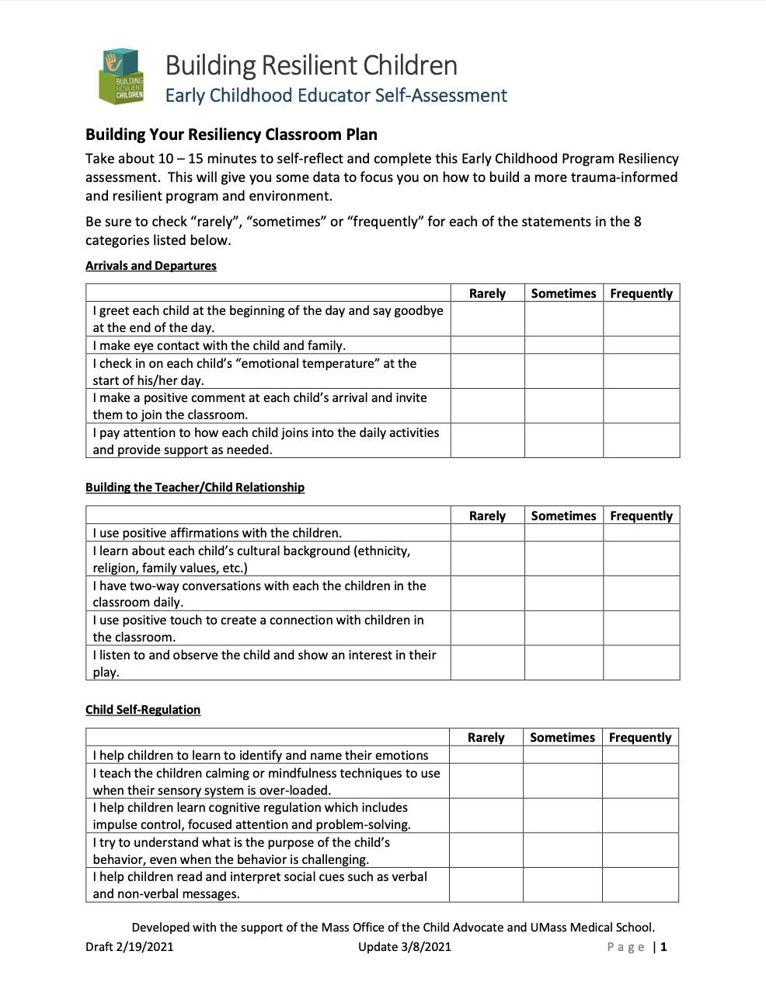 BUILDING
RESILIENT
CHILDREN
Building Resilient Children
Early Childhood Educator Self-Assessment
Building Your Resiliency Classroom Plan
Take about 10 – 15 minutes to self-reflect and complete this Early Childhood Program Resiliency
assessment.  This will give you some data to focus you on how to build a more trauma-informed
and resilient program and environment.
Be sure to check “rarely”, “sometimes” or “frequently” for each of the statements in the 8
categories listed below.
Arrivals and Departures
Rarely Sometimes Frequently
I greet each child at the beginning of the day and say goodbye
at the end of the day.
I make eye contact with the child and family.
I check in on each child’s “emotional temperature” at the
start of his/her day.
I make a positive comment at each child’s arrival and invite
them to join the classroom.
I pay attention to how each child joins into the daily activities
and provide support as needed.
Building the Teacher/Child Relationship
Rarely Sometimes Frequently
I use positive affirmations with the children.
I learn about each child’s cultural background (ethnicity,
religion, family values, etc.)
I have two-way conversations with each the children in the
classroom daily.
I use positive touch to create a connection with children in
the classroom.
I listen to and observe the child and show an interest in their
play.
Child Self-Regulation
Rarely Sometimes Frequently
I help children to learn to identify and name their emotions
I teach the children calming or mindfulness techniques to use
when their sensory system is over-loaded.
I help children learn cognitive regulation which includes
impulse control, focused attention and problem-solving.
I try to understand what is the purpose of the child’s
behavior, even when the behavior is challenging.
I help children read and interpret social cues such as verbal
and non-verbal messages.
Developed with the support of the Mass Office of the Child Advocate and UMass Medical School.
Draft 2/19/2021 Update 3/8/2021 Page | 1